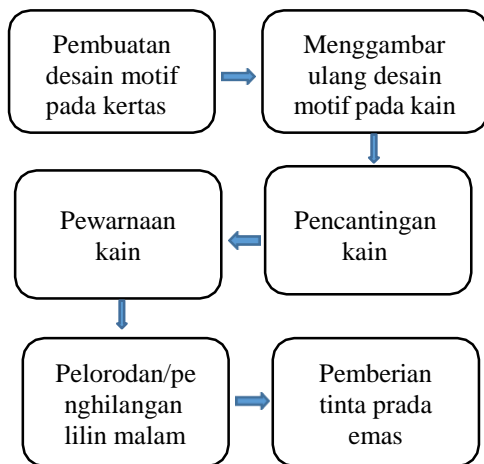 Pembuatan
desain motif
pada kertas
Menggambar
ulang desain
motif pada kain
Pencantingan
kain
Pewarnaan
kain
Pelorodan/pe
nghilangan
lilin malam
Pemberian
tinta prada
emas